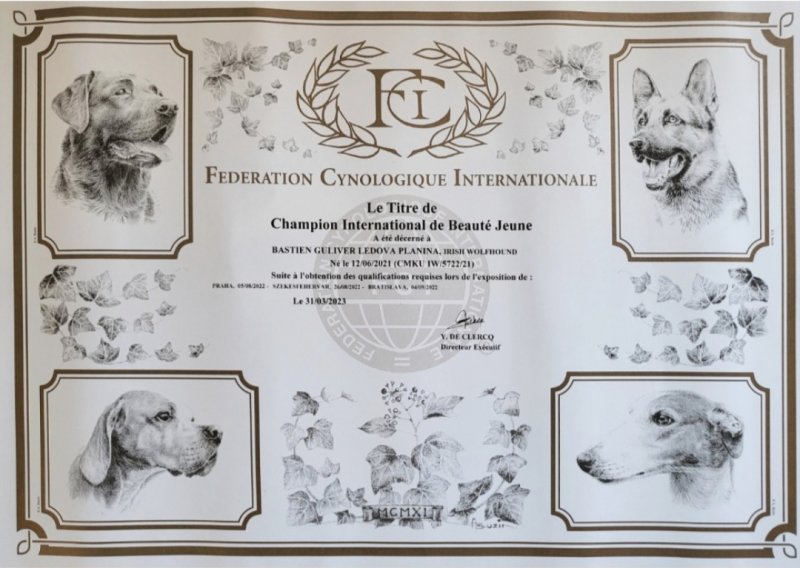 FCI
FEDERATION CYNOLOGIQUE INTERNATIONALE
Le Titre de
Champion International de Beauté Jeune
A été décerné à
BASTIEN GULIVER LEDOVA PLANINA, IRISH WOLFHOUND
Né le 12/06/2021 (CMKU IW/5722/21)
Suite à l'obtention des qualifications requises lors de l'exposition de :
PRAHA, 05/08/2022 - SZEKESFEHERVAR, 26/08/2022 - BRATISLAVA, 04/09/2022
Le 31/03/2023
Y. DE CLERCQ
Directeur Exécutif
MCMXI